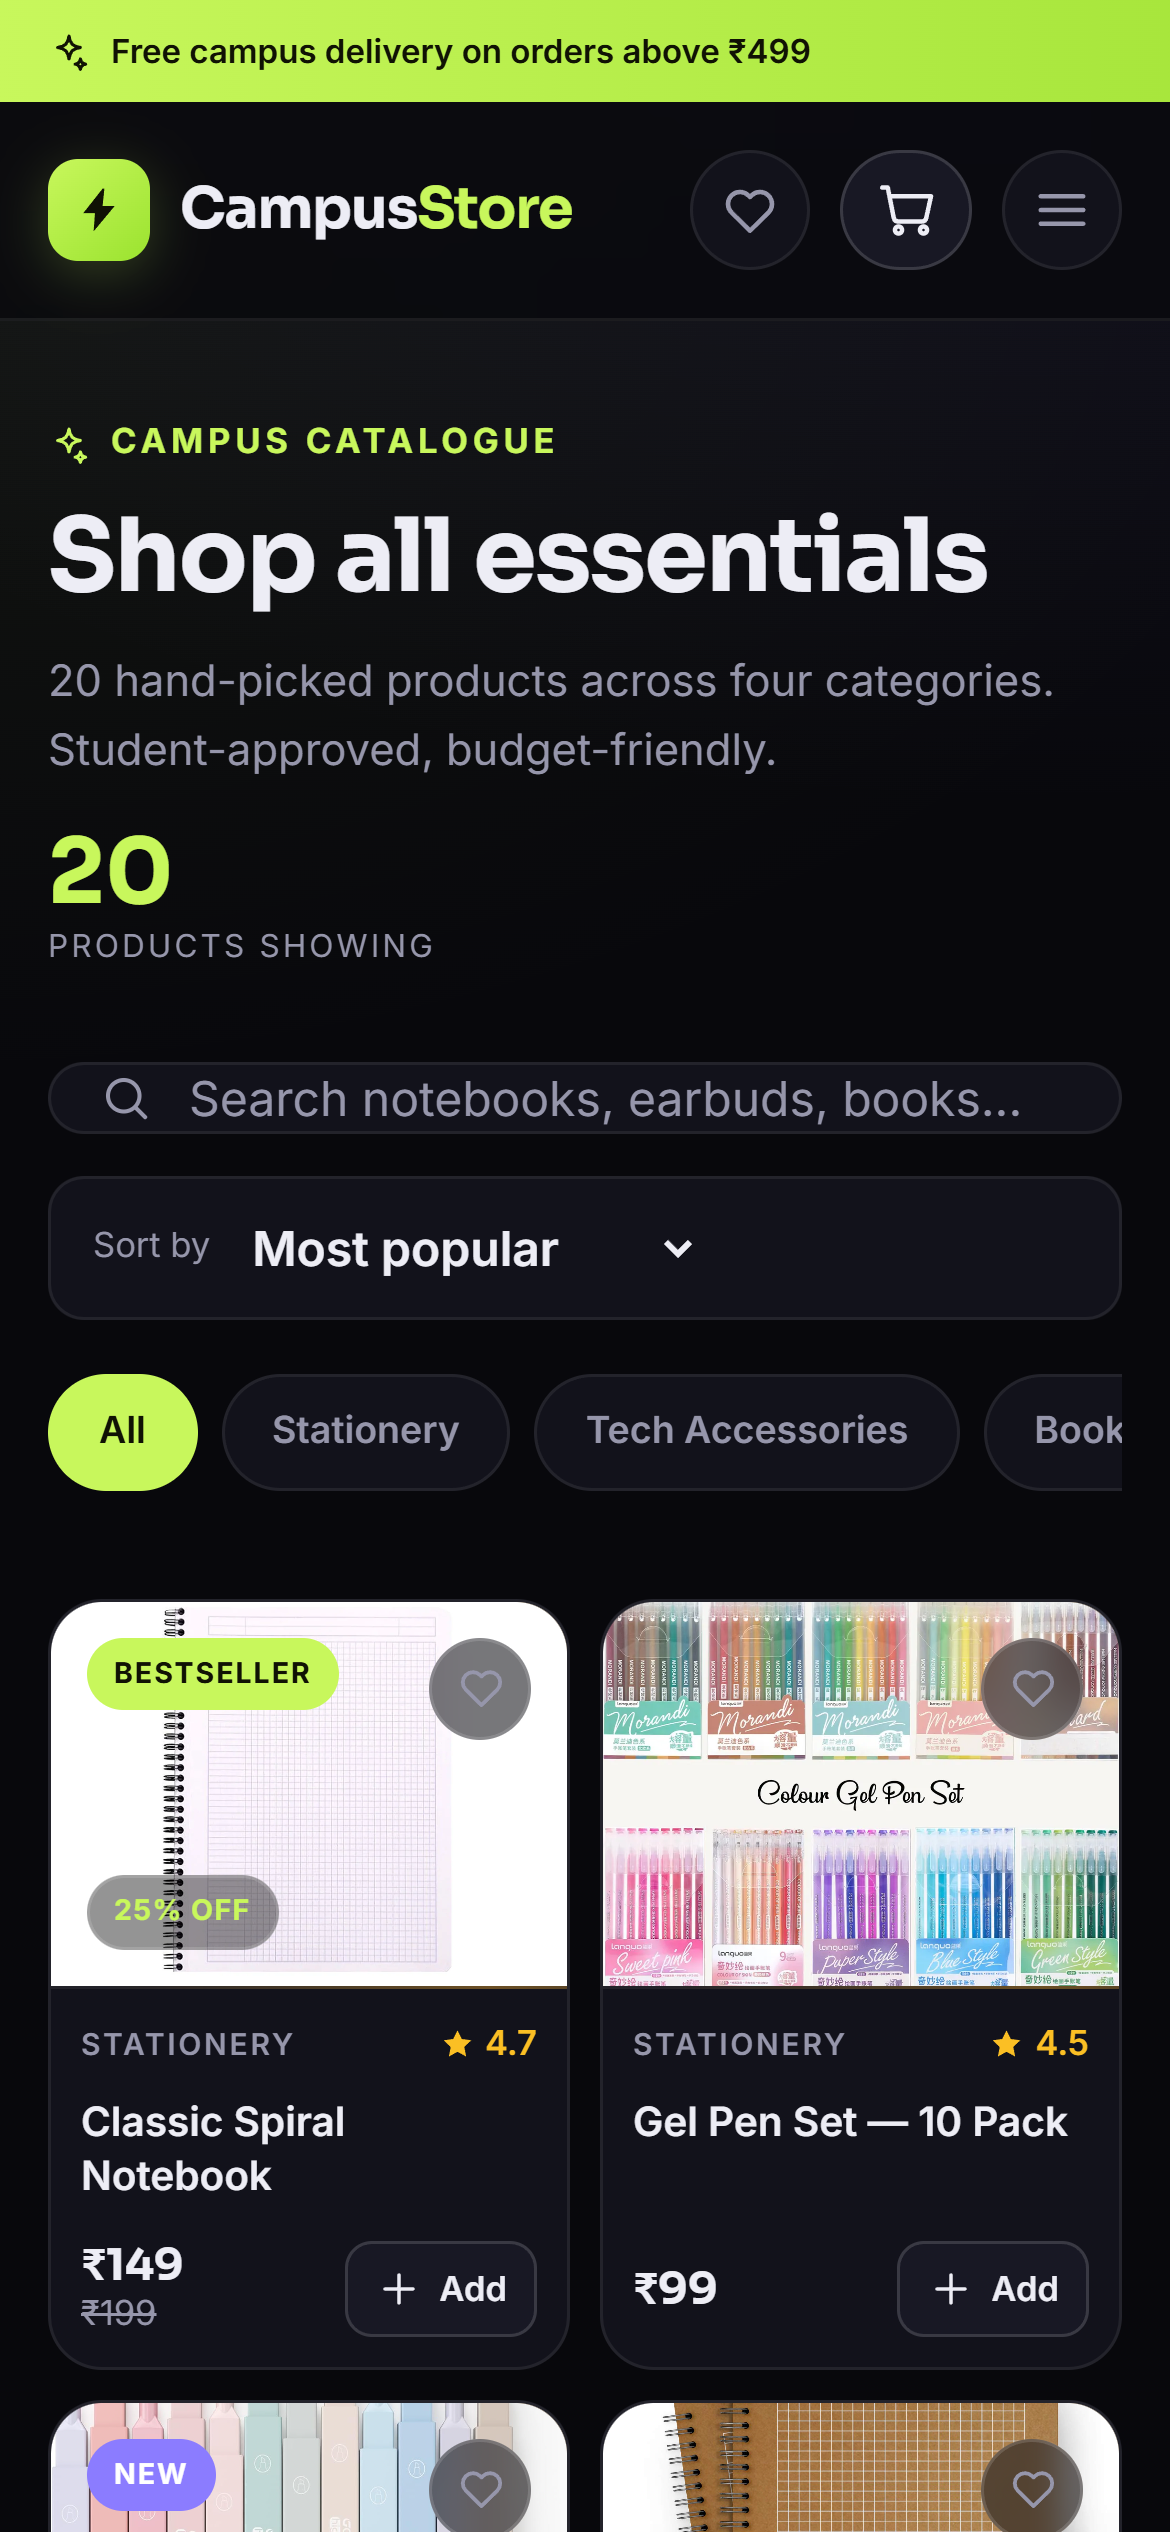 Free campus delivery on orders above ₹499
CampusStore
CAMPUS CATALOGUE
Shop all essentials
20 hand-picked products across four categories.
Student-approved, budget-friendly.
20
PRODUCTS SHOWING
Search notebooks, earbuds, books...
Sort by Most popular
All Stationery Tech Accessories Book
BESTSELLER
25% OFF
Morandi Morandi Morandi
Colour Gel Pen Set
Sweet pink Paper Style Blue Style Green Style
STATIONERY 4.7
Classic Spiral
Notebook
₹149
₹199
Add
STATIONERY 4.5
Gel Pen Set — 10 Pack
₹99
Add
NEW